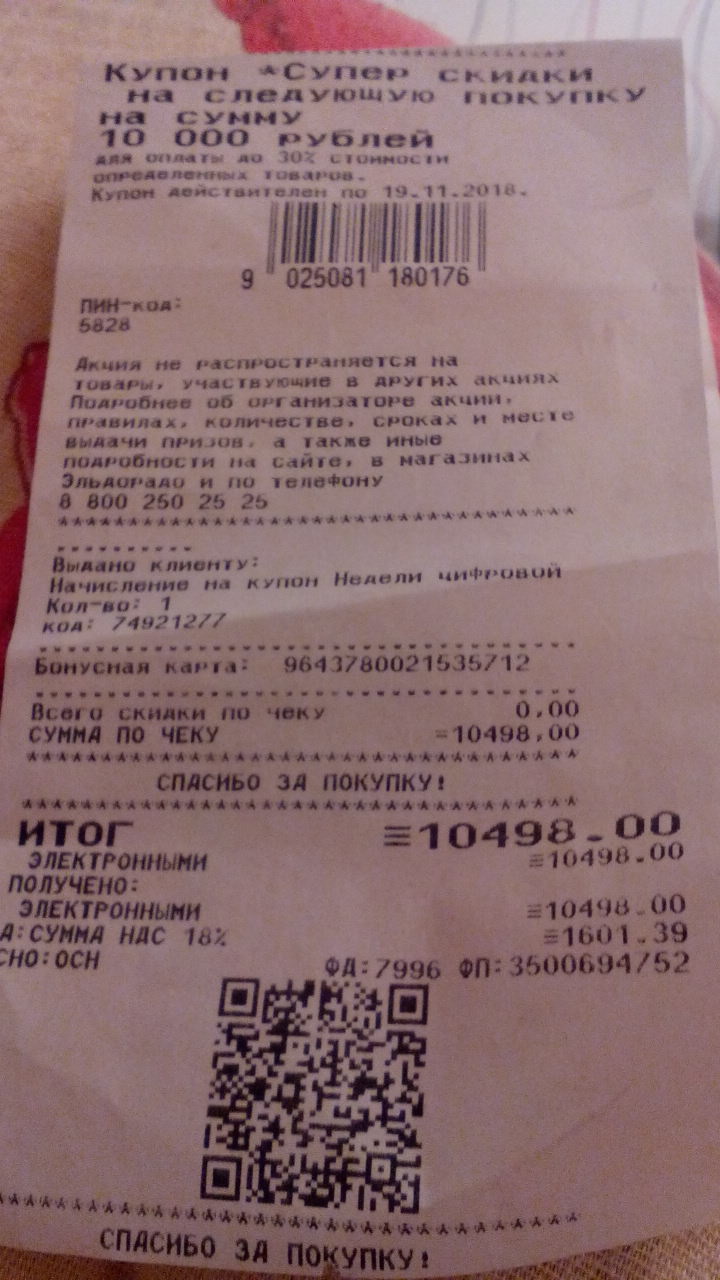 Купон *Супер скидки
на следующую покупку
на сумму
10 000 рублей
для оплаты до 30% стоимости
определенных товаров.
Купон действителен по 19.11.2018.
9 025081 180176
ПИН-код:
5828
Акция не распространяется на
товары, участвующие в других акциях
Подробнее об организаторе акции,
правилах, количестве, сроках и месте
выдачи призов, а также иные
подробности на сайте, в магазинах
Эльдорадо и по телефону
8 800 250 25 25
Выдано клиенту:
Начисление на купон Недели цифровой
Кол-во: 1
код: 74921277
Бонусная карта: 9643780021535712
Всего скидки по чеку 0,00
СУММА ПО ЧЕКУ =10498,00
СПАСИБО ЗА ПОКУПКУ!
ИТОГ ≡10498.00
ЭЛЕКТРОННЫМИ ≡10498.00
ПОЛУЧЕНО:
ЭЛЕКТРОННЫМИ ≡10498.00
А:СУММА НДС 18% ≡1601.39
СНО:ОСН ФД:7996 ФП:3500694752
СПАСИБО ЗА ПОКУПКУ!